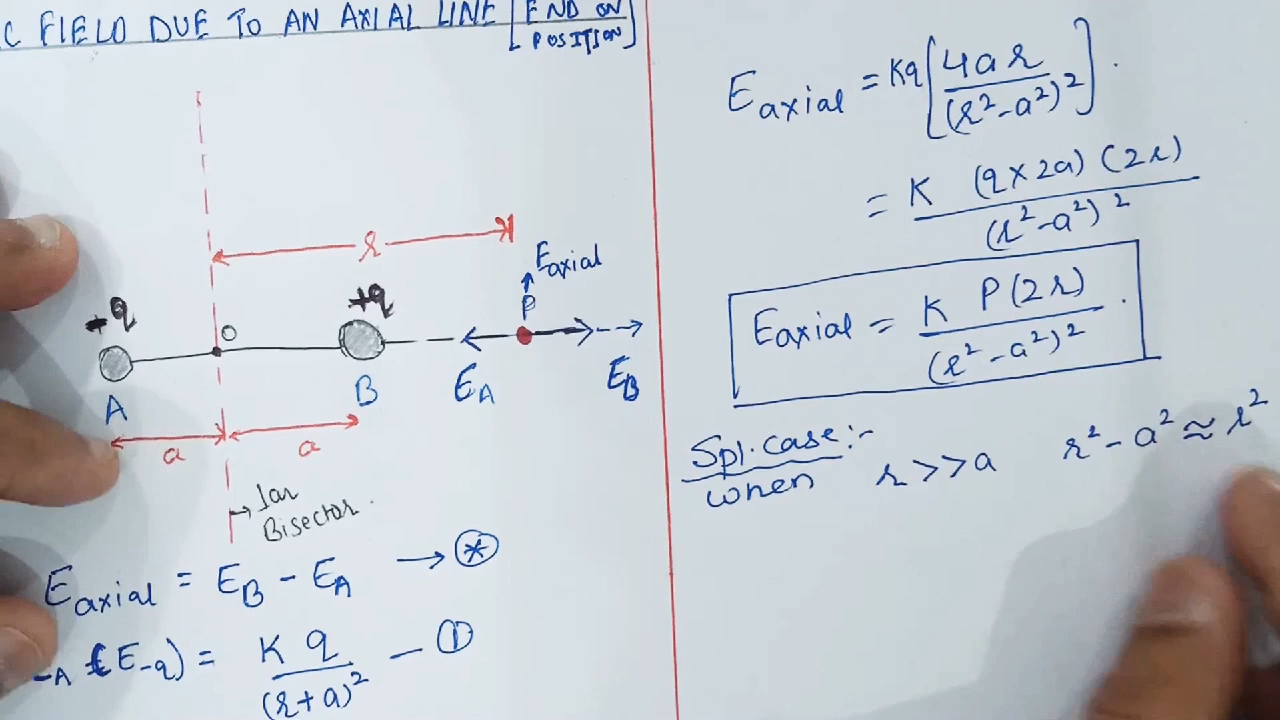 C FIELD DUE TO AN AXIAL LINE [END ON POSITION]
r
E axial
P
-q
+q
O
A
B
E_A
E_B
a
a
→ ⊥ar
Bisector.
E axial = E_B - E_A → ⊛
-A (E_-q) = K q / (r+a)² — ①
E axial = Kq [4ar / (r²-a²)²].
= K (q×2a) (2r) / (r²-a²)²
E axial = K P(2r) / (r²-a²)².
Spl. case:-
when r >> a r²-a² ≈ r²